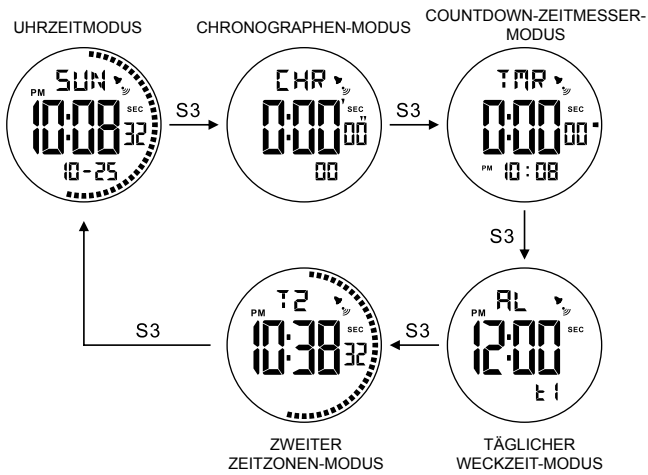 UHRZEITMODUS
CHRONOGRAPHEN-MODUS
COUNTDOWN-ZEITMESSER-
MODUS
SUN
PM
10:08 SEC 32
10-25
S3
CHR
0:00' SEC 00"
00
S3
TMR
0:00 SEC 00
PM 10:08
S3
AL
PM
12:00 SEC
t1
S3
T2
PM
10:38 SEC 32
S3
ZWEITER
ZEITZONEN-MODUS
TÄGLICHER
WECKZEIT-MODUS